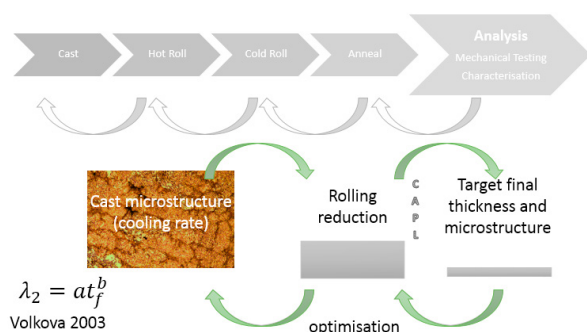 Cast
Hot Roll
Cold Roll
Anneal
Analysis
Mechanical Testing
Characterisation
Cast microstructure
(cooling rate)
Rolling
reduction
C
A
P
L
Target final
thickness and
microstructure
λ₂ = at_f^b
Volkova 2003
optimisation